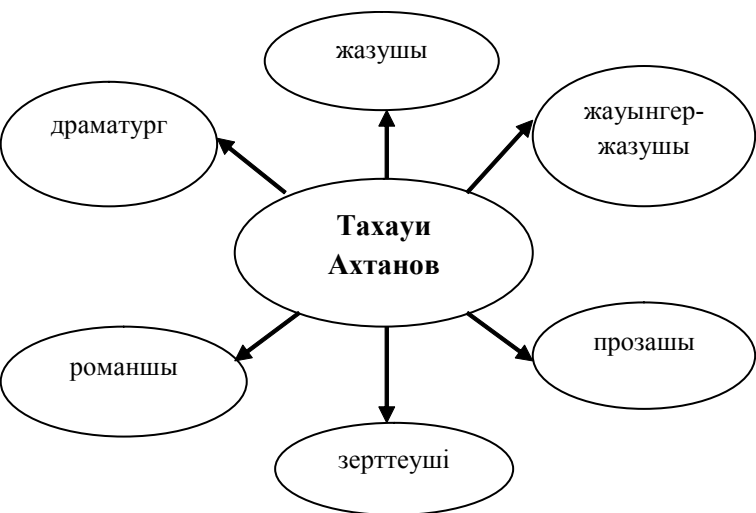 жазушы
драматург
жауынгер-
жазушы
Тахауи
Ахтанов
романшы
прозашы
зерттеуші